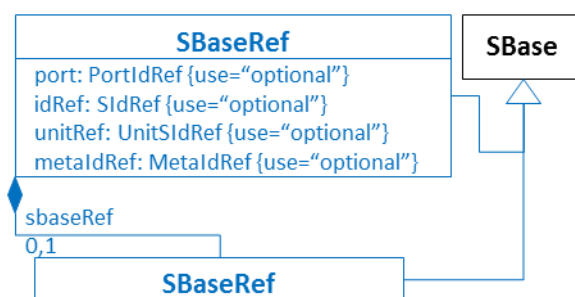 SBaseRef
port: PortIdRef {use=“optional”}
idRef: SIdRef {use=“optional”}
unitRef: UnitSIdRef {use=“optional”}
metaIdRef: MetaIdRef {use=“optional”}
SBase
sbaseRef
0,1
SBaseRef